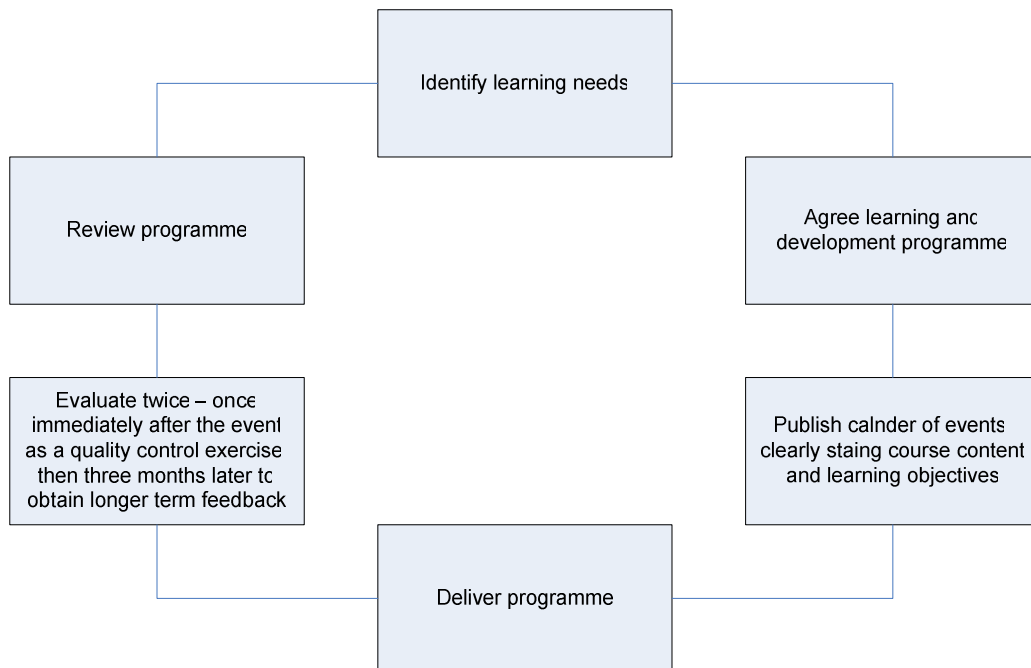 Identify learning needs
Review programme
Agree learning and
development programme
Evaluate twice – once
immediately after the event
as a quality control exercise
then three months later to
obtain longer term feedback
Publish calnder of events
clearly staing course content
and learning objectives
Deliver programme